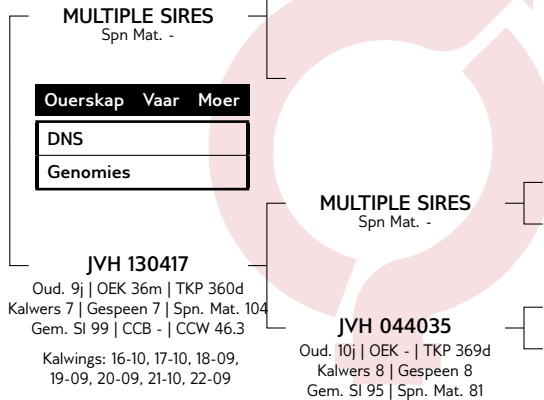 MULTIPLE SIRES
Spn Mat. -
Ouerskap Vaar Moer
DNS
Genomies
MULTIPLE SIRES
Spn Mat. -
JVH 130417
Oud. 9j | OEK 36m | TKP 360d
Kalwers 7 | Gespeen 7 | Spn. Mat. 104
Gem. SI 99 | CCB - | CCW 46.3
Kalwings: 16-10, 17-10, 18-09,
19-09, 20-09, 21-10, 22-09
JVH 044035
Oud. 10j | OEK - | TKP 369d
Kalwers 8 | Gespeen 8
Gem. SI 95 | Spn. Mat. 81